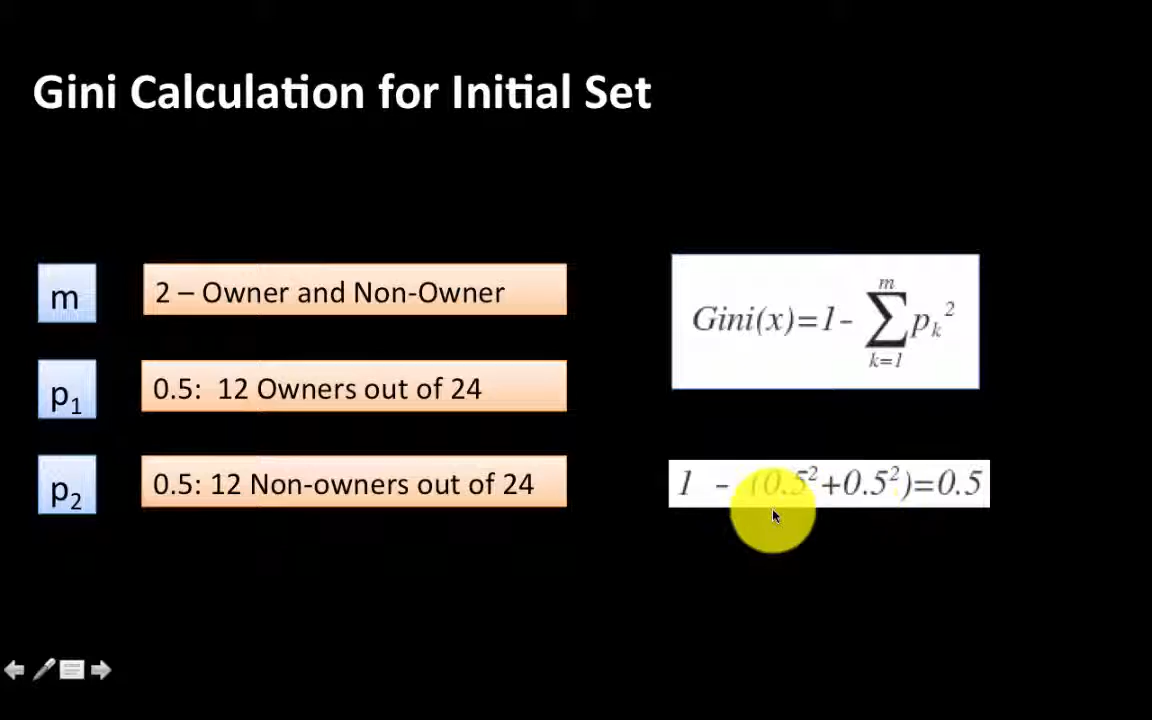 Gini Calculation for Initial Set
m
2 – Owner and Non-Owner
p₁
0.5: 12 Owners out of 24
p₂
0.5: 12 Non-owners out of 24
Gini(x)=1- ∑ₖ₌₁ᵐ pₖ²
1 - (0.5²+0.5²)=0.5